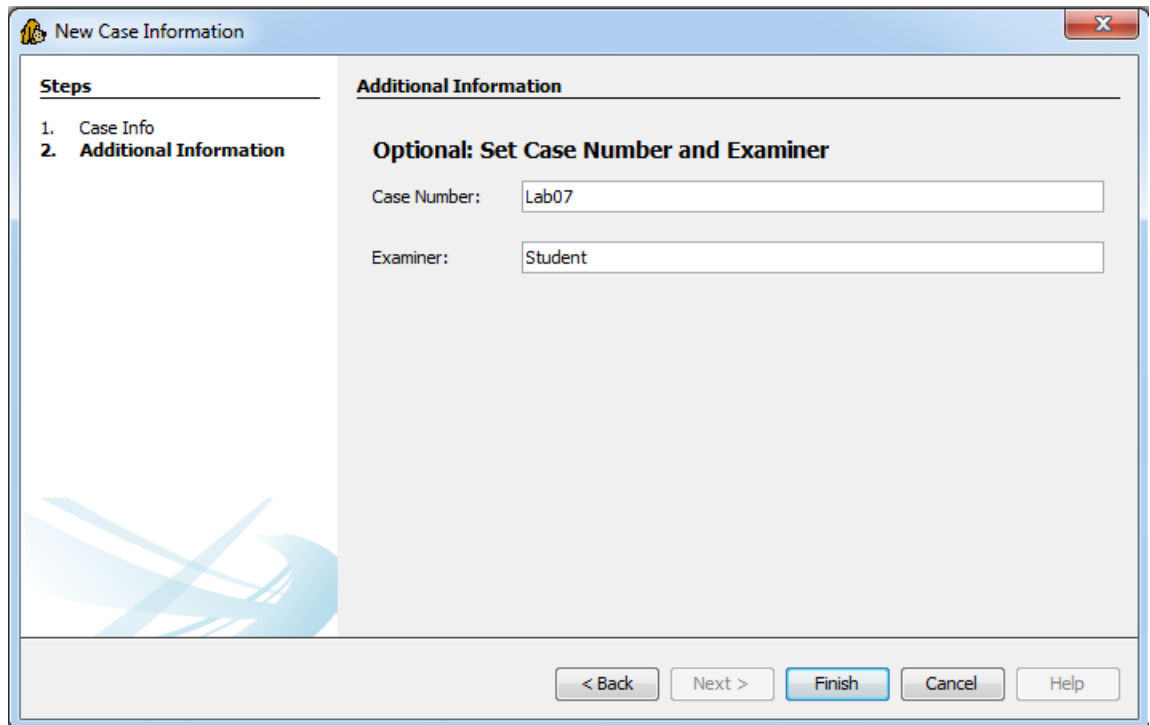 New Case Information
Steps
1. Case Info
2. Additional Information
Additional Information
Optional: Set Case Number and Examiner
Case Number: Lab07
Examiner: Student
< Back Next > Finish Cancel Help